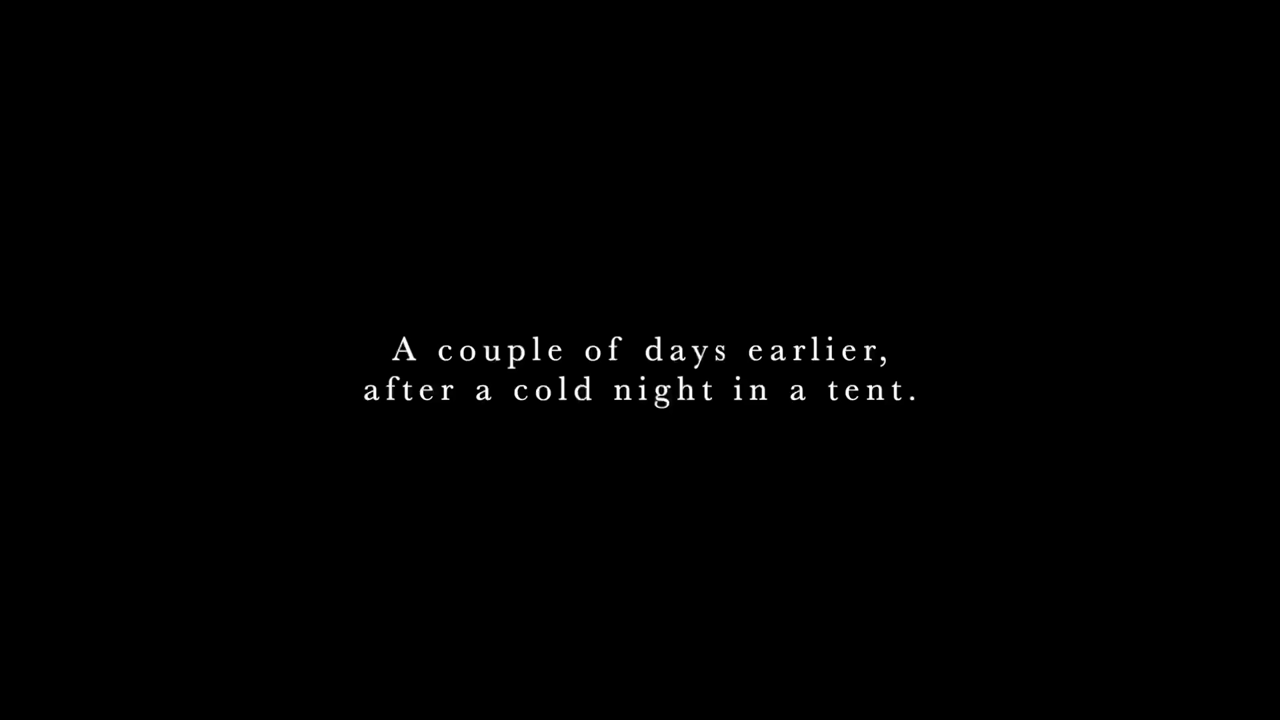 A couple of days earlier,
after a cold night in a tent.